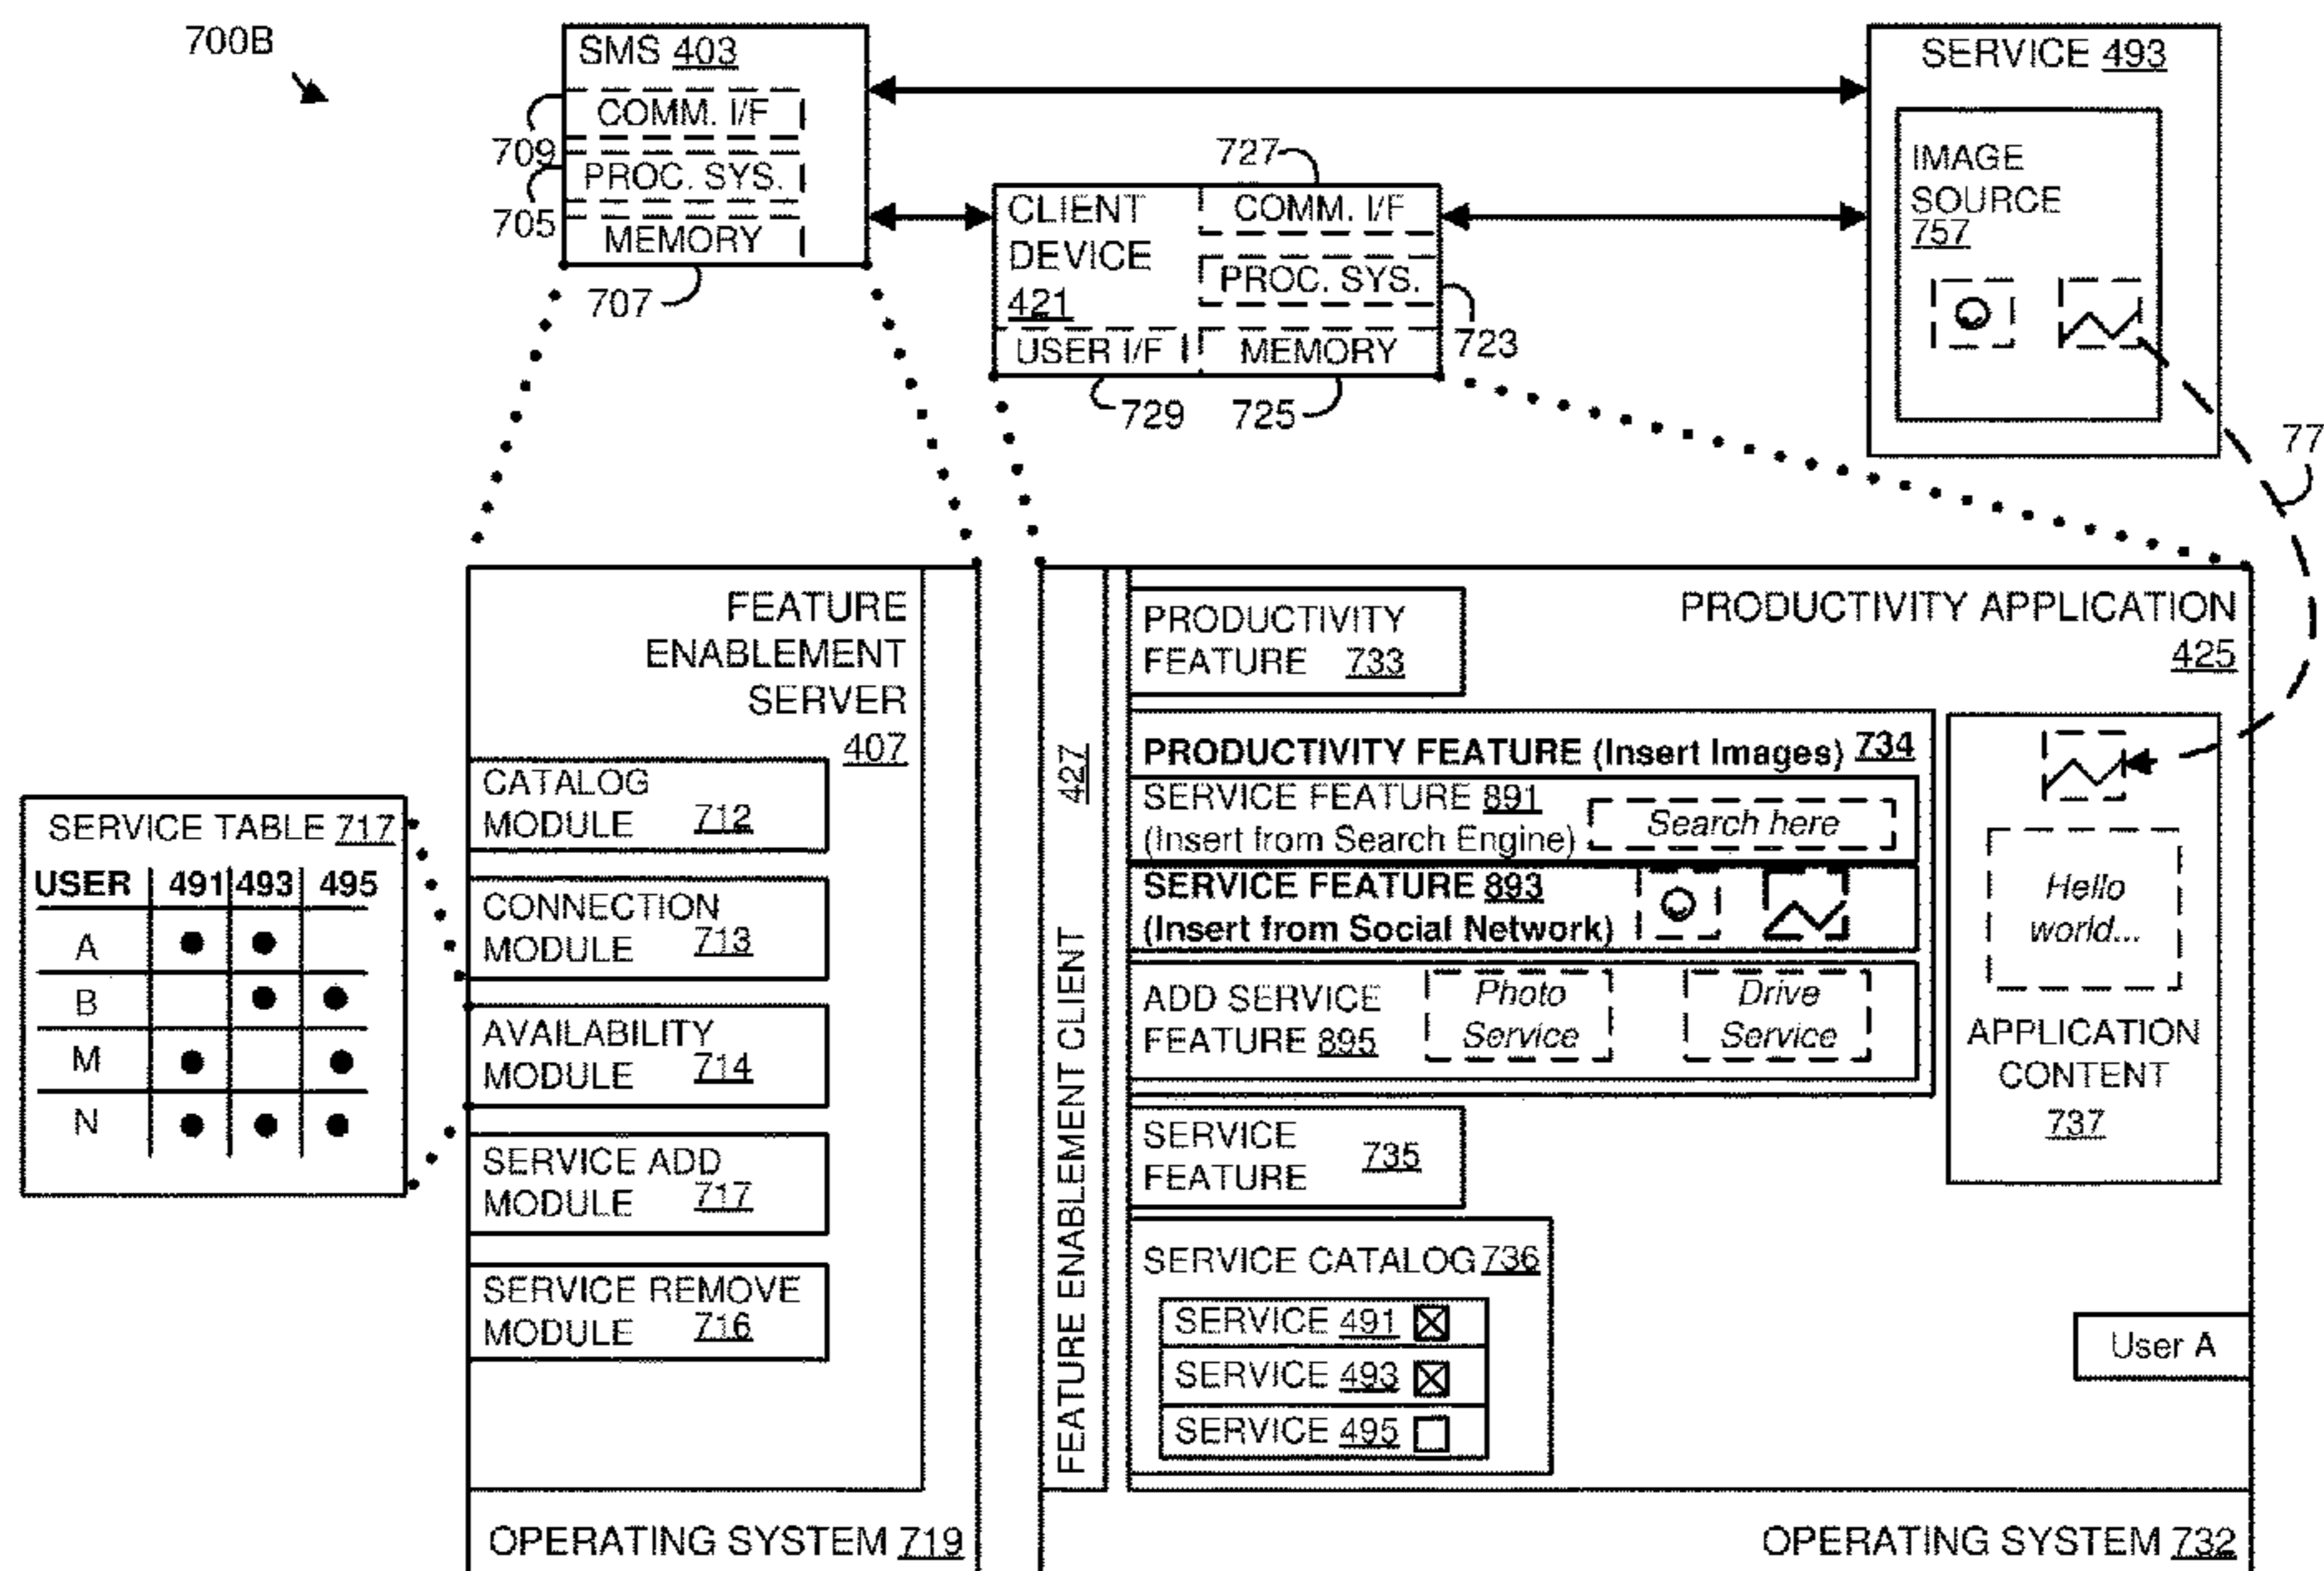 700B
SMS 403
COMM. I/F
709
PROC. SYS.
705
MEMORY
707
727
CLIENT
DEVICE
421
COMM. I/F
PROC. SYS.
723
USER I/F
MEMORY
729
725
SERVICE 493
IMAGE
SOURCE
757
77
FEATURE
ENABLEMENT
SERVER
407
CATALOG
MODULE 712
CONNECTION
MODULE 713
AVAILABILITY
MODULE 714
SERVICE ADD
MODULE 717
SERVICE REMOVE
MODULE 716
OPERATING SYSTEM 719
SERVICE TABLE 717
USER 491 493 495
A
B
M
N
FEATURE ENABLEMENT CLIENT 427
PRODUCTIVITY APPLICATION
425
PRODUCTIVITY
FEATURE 733
PRODUCTIVITY FEATURE (Insert Images) 734
SERVICE FEATURE 891
(Insert from Search Engine)
Search here
SERVICE FEATURE 893
(Insert from Social Network)
ADD SERVICE
FEATURE 895
Photo
Service
Drive
Service
SERVICE
FEATURE 735
SERVICE CATALOG 736
SERVICE 491
SERVICE 493
SERVICE 495
Hello
world...
APPLICATION
CONTENT
737
User A
OPERATING SYSTEM 732